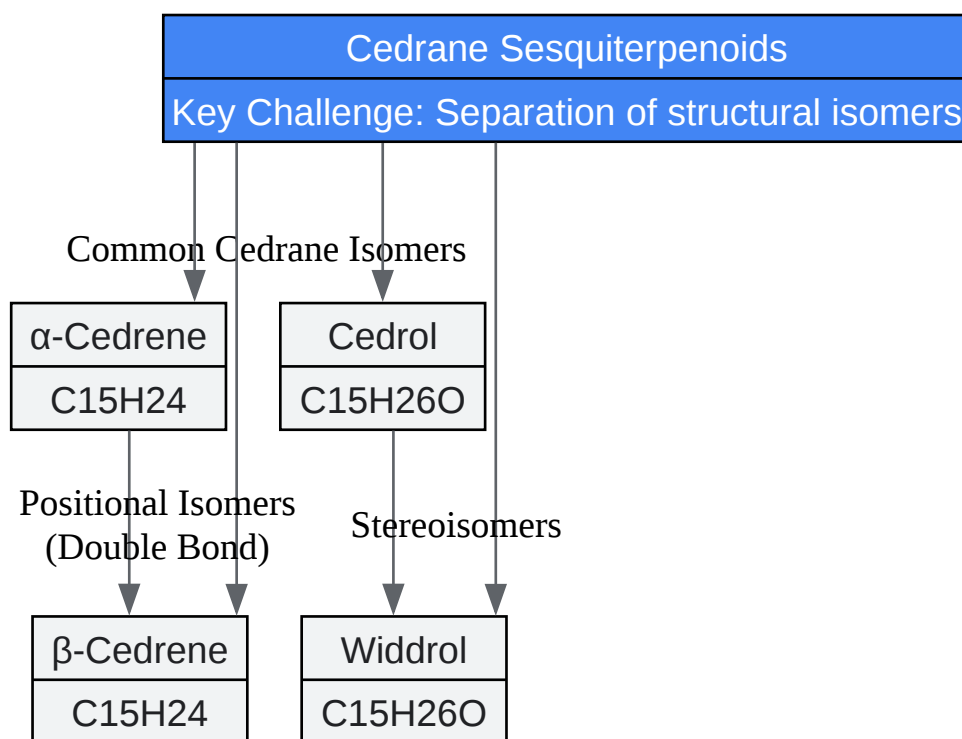 Cedrane Sesquiterpenoids
Key Challenge: Separation of structural isomers
Common Cedrane Isomers
α-Cedrene
C15H24
Cedrol
C15H26O
Positional Isomers
(Double Bond)
Stereoisomers
β-Cedrene
C15H24
Widdrol
C15H26O